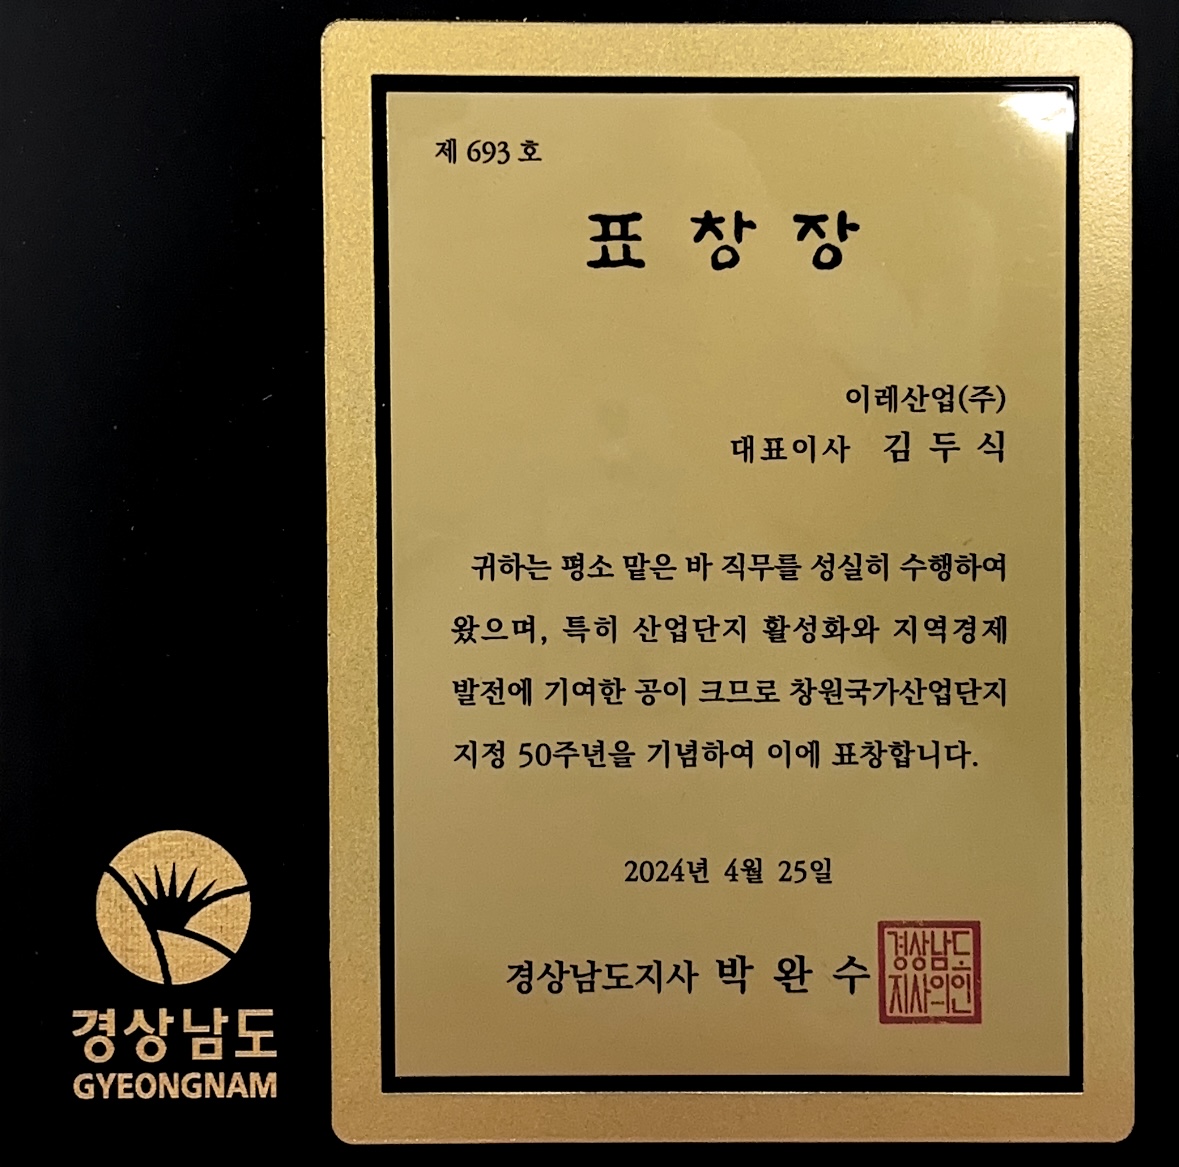 제 693 호
표 창 장
이레산업(주)
대표이사 김 두 식
귀하는 평소 맡은 바 직무를 성실히 수행하여
왔으며, 특히 산업단지 활성화와 지역경제
발전에 기여한 공이 크므로 창원국가산업단지
지정 50주년을 기념하여 이에 표창합니다.
2024년 4월 25일
경상남도지사 박 완 수
경상남도
지사의인
경상남도
GYEONGNAM